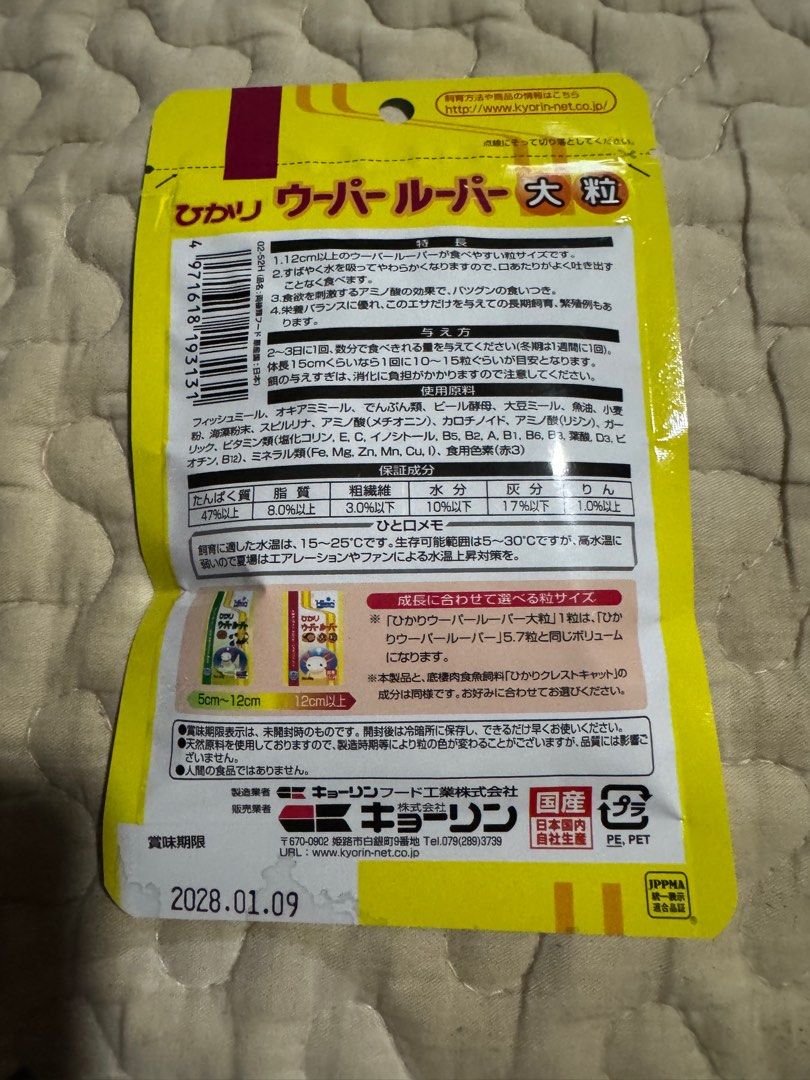 飼育方法や商品の情報はこちら
http://www.kyorin-net.co.jp/
点線にそって切り落としてください。
ひかり ウーパールーパー 大粒
4 971618 193131
特長
1.12cm以上のウーパールーパーが食べやすい粒サイズです。
2.すばやく水を吸ってやわらかくなりますので、口あたりがよく吐き出す
ことなく食べます。
3.食欲を刺激するアミノ酸の効果で、バツグンの食いつき。
4.栄養バランスに優れ、このエサだけを与えての長期飼育、繁殖例もあ
ります。
与え方
2〜3日に1回、数分で食べきれる量を与えてください(冬期は1週間に1回)。
体長15cmくらいなら1回に10〜15粒ぐらいが目安となります。
餌の与えすぎは、消化に負担がかかりますので注意してください。
使用原料
フィッシュミール、オキアミミール、でんぷん類、ビール酵母、大豆ミール、魚油、小麦
粉、海藻粉末、スピルリナ、アミノ酸(メチオニン)、カロチノイド、アミノ酸(リジン)、ガー
リック、ビタミン類(塩化コリン、E、C、イノシトール、B5、B2、A、B1、B6、B3、葉酸、D3、ビ
オチン、B12)、ミネラル類(Fe, Mg, Zn, Mn, Cu, I)、食用色素(赤3)
保証成分
たんぱく質 脂質 粗繊維 水分 灰分 りん
47%以上 8.0%以上 3.0%以下 10%以下 17%以下 1.0%以上
ひと口メモ
飼育に適した水温は、15〜25℃です。生存可能範囲は5〜30℃ですが、高水温に
弱いので夏場はエアレーションやファンによる水温上昇対策を。
成長に合わせて選べる粒サイズ
※「ひかりウーパールーパー大粒」1粒は、「ひか
りウーパールーパー」5.7粒と同じボリューム
になります。
※本製品と、底棲肉食魚飼料「ひかりクレストキャット」の
成分は同様です。お好みに合わせてお選びください。
5cm〜12cm 12cm以上
●賞味期限表示は、未開封時のものです。開封後は冷暗所に保存し、できるだけ早くお使いください。
●天然原料を使用しておりますので、製造時期等により粒の色が変わることがございますが、品質には影響ご
ざいません。
●人間の食品ではありません。
製造業者 キョーリンフード工業株式会社
販売業者 株式会社キョーリン
〒670-0902 姫路市白銀町9番地 Tel.079(289)3739
URL：www.kyorin-net.co.jp
国産
日本国内
自社生産
プラ
PE, PET
賞味期限
2028.01.09
JPPMA
統一表示
適合品証